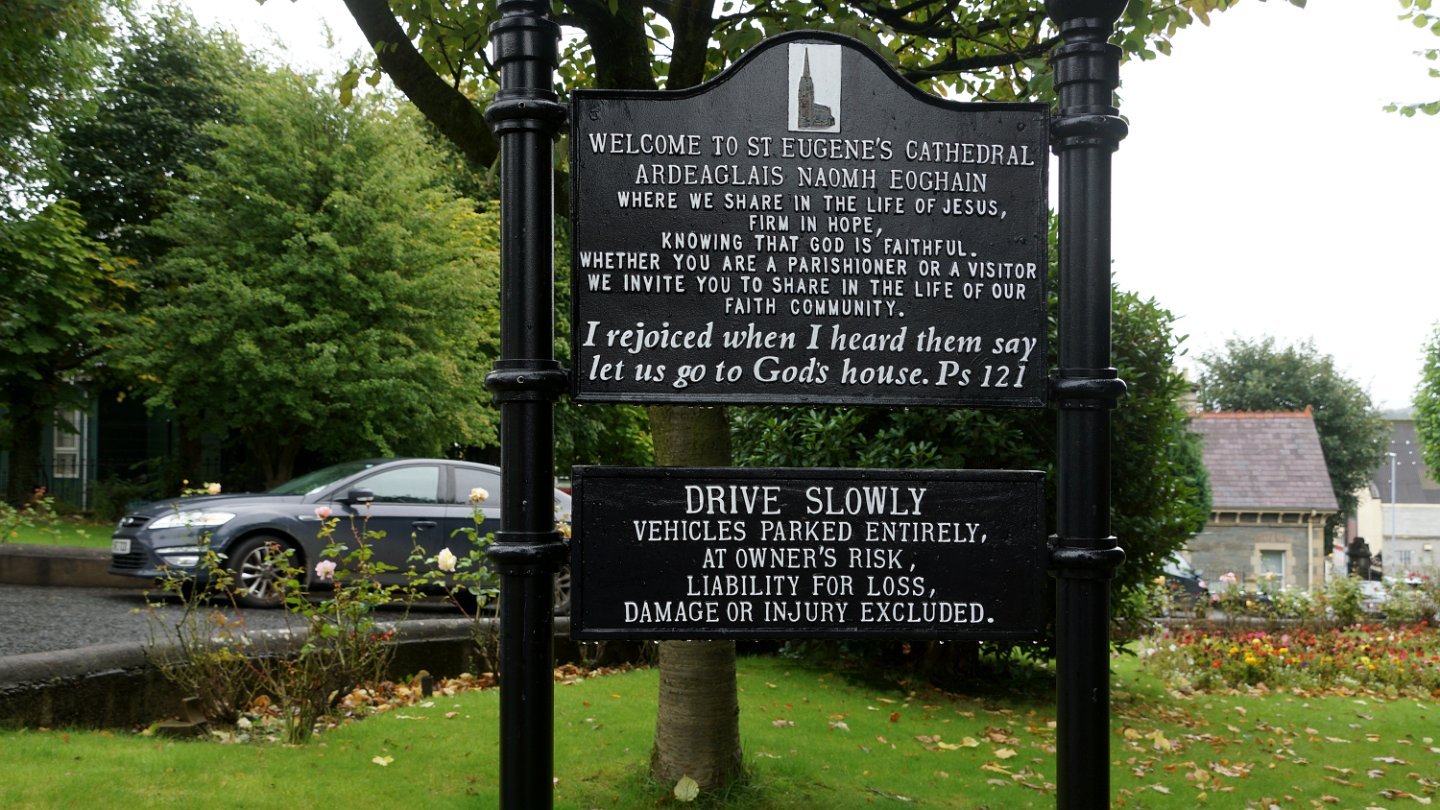 WELCOME TO ST EUGENE'S CATHEDRAL
ARDEAGLAIS NAOMH EOGHAIN
WHERE WE SHARE IN THE LIFE OF JESUS,
FIRM IN HOPE,
KNOWING THAT GOD IS FAITHFUL.
WHETHER YOU ARE A PARISHIONER OR A VISITOR
WE INVITE YOU TO SHARE IN THE LIFE OF OUR
FAITH COMMUNITY.
I rejoiced when I heard them say
let us go to God's house. Ps 121
DRIVE SLOWLY
VEHICLES PARKED ENTIRELY,
AT OWNER'S RISK,
LIABILITY FOR LOSS,
DAMAGE OR INJURY EXCLUDED.